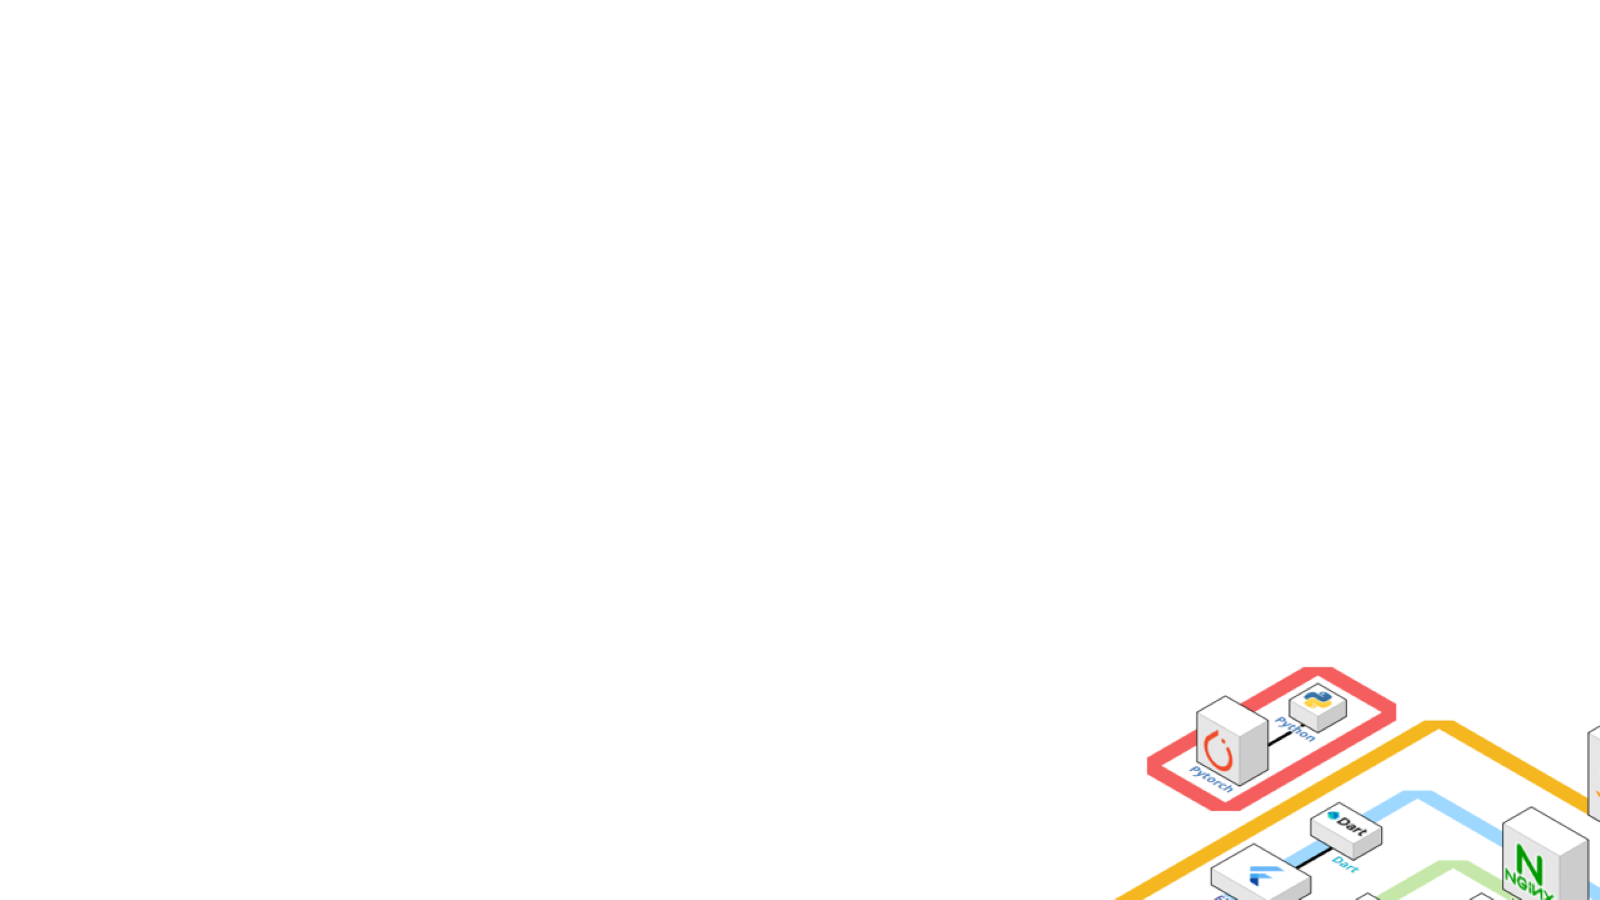 Python
Pytorch
Dart
Dart
NGiNX